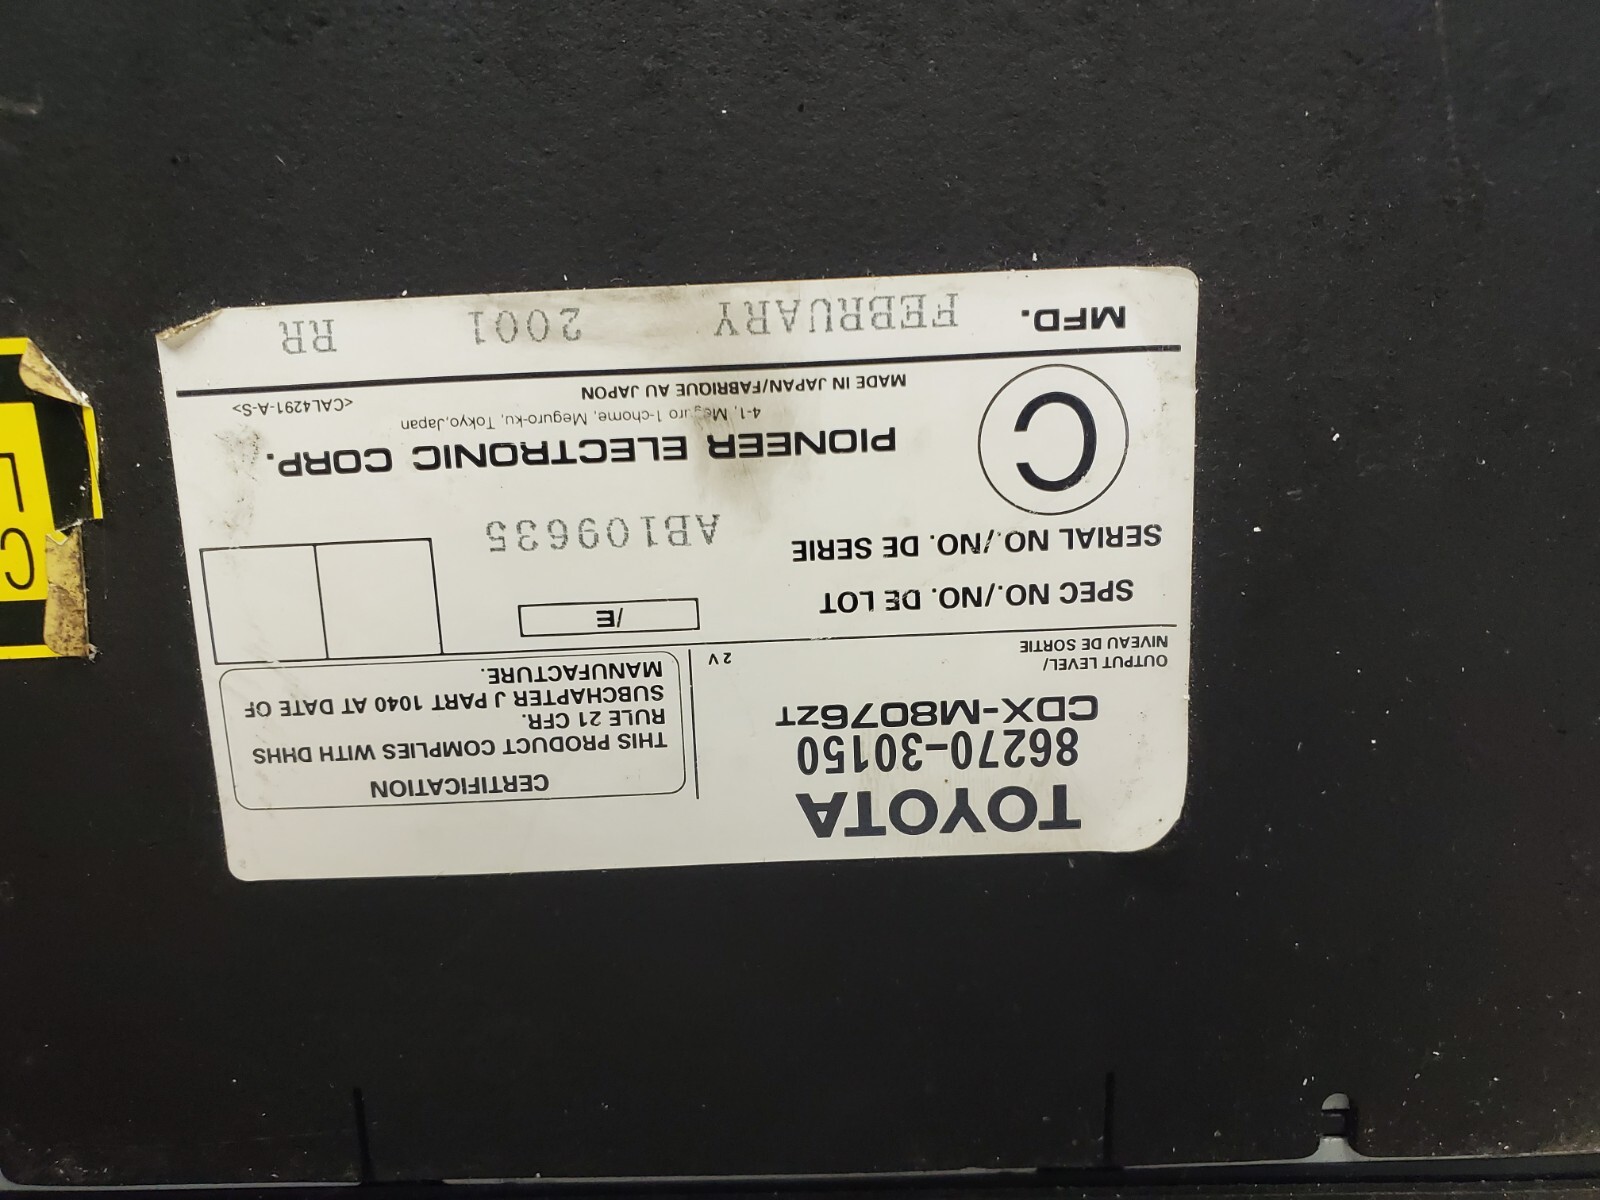 TOYOTA
86270-30150
CDX-M8076ZT
OUTPUT LEVEL/
NIVEAU DE SORTIE
2 V
CERTIFICATION
THIS PRODUCT COMPLIES WITH DHHS
RULE 21 CFR.
SUBCHAPTER J PART 1040 AT DATE OF
MANUFACTURE.
SPEC NO./NO. DE LOT
/E
SERIAL NO./NO. DE SERIE
AB109635
C
PIONEER ELECTRONIC CORP.
4-1, Meguro 1-chome, Meguro-ku, Tokyo, Japan
MADE IN JAPAN/FABRIQUE AU JAPON
<CAL4291-A-S>
MFD. FEBRUARY 2001 RR